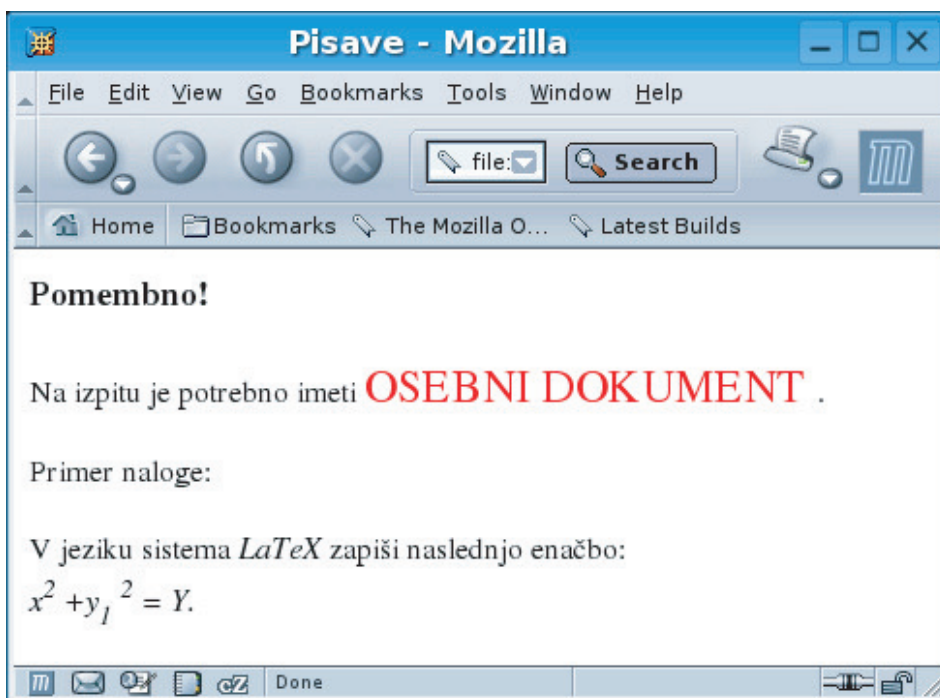 Pisave - Mozilla
File Edit View Go Bookmarks Tools Window Help
file: Search
Home Bookmarks The Mozilla O... Latest Builds
Pomembno!
Na izpitu je potrebno imeti OSEBNI DOKUMENT .
Primer naloge:
V jeziku sistema LaTeX zapiši naslednjo enačbo:
x² +y₁ ² = Y.
Done